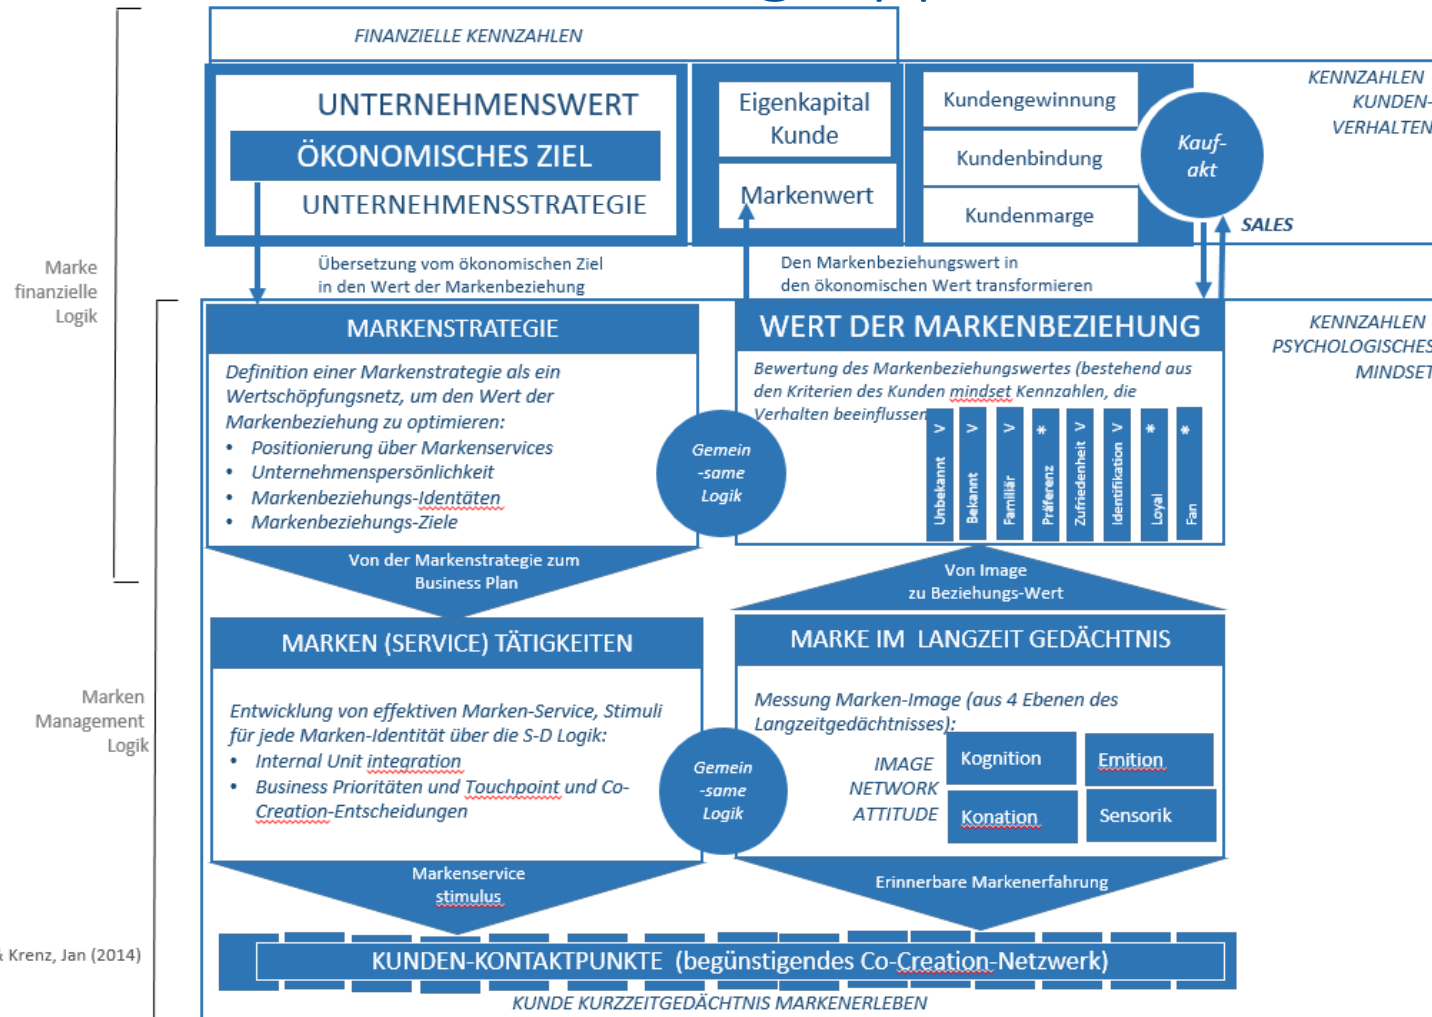 FINANZIELLE KENNZAHLEN
KENNZAHLEN
KUNDEN-
VERHALTEN
UNTERNEHMENSWERT
ÖKONOMISCHES ZIEL
UNTERNEHMENSSTRATEGIE
Eigenkapital
Kunde
Markenwert
Kundengewinnung
Kundenbindung
Kundenmarge
Kauf-
akt
SALES
Marke
finanzielle
Logik
Übersetzung vom ökonomischen Ziel
in den Wert der Markenbeziehung
Den Markenbeziehungswert in
den ökonomischen Wert transformieren
KENNZAHLEN
PSYCHOLOGISCHES
MINDSET
MARKENSTRATEGIE
Definition einer Markenstrategie als ein
Wertschöpfungsnetz, um den Wert der
Markenbeziehung zu optimieren:
• Positionierung über Markenservices
• Unternehmenspersönlichkeit
• Markenbeziehungs-Identäten
• Markenbeziehungs-Ziele
Gemein
-same
Logik
WERT DER MARKENBEZIEHUNG
Bewertung des Markenbeziehungswertes (bestehend aus
den Kriterien des Kunden mindset Kennzahlen, die
Verhalten beeinflussen
Unbekannt V
Bekannt V
Familiär V
Präferenz *
Zufriedenheit V
Identifikation V
Loyal *
Fan *
Von der Markenstrategie zum
Business Plan
Von Image
zu Beziehungs-Wert
Marken
Management
Logik
MARKEN (SERVICE) TÄTIGKEITEN
Entwicklung von effektiven Marken-Service, Stimuli
für jede Marken-Identität über die S-D Logik:
• Internal Unit integration
• Business Prioritäten und Touchpoint und Co-
Creation-Entscheidungen
Gemein
-same
Logik
MARKE IM LANGZEIT GEDÄCHTNIS
Messung Marken-Image (aus 4 Ebenen des
Langzeitgedächtnisses):
IMAGE
NETWORK
ATTITUDE
Kognition
Emition
Konation
Sensorik
Markenservice
stimulus
Erinnerbare Markenerfahrung
& Krenz, Jan (2014)
KUNDEN-KONTAKTPUNKTE (begünstigendes Co-Creation-Netzwerk)
KUNDE KURZZEITGEDÄCHTNIS MARKENERLEBEN